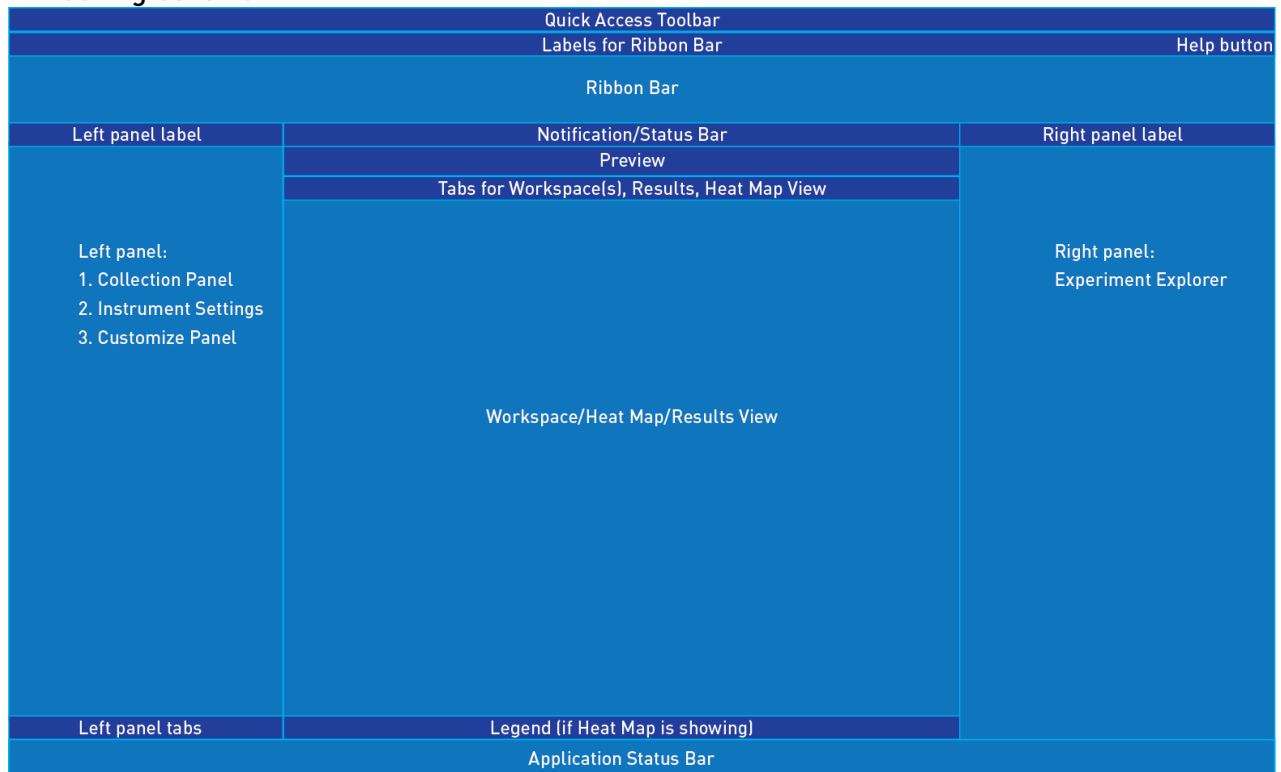 Quick Access Toolbar
Labels for Ribbon Bar
Help button
Ribbon Bar
Left panel label
Notification/Status Bar
Right panel label
Preview
Tabs for Workspace(s), Results, Heat Map View
Left panel:
1. Collection Panel
2. Instrument Settings
3. Customize Panel
Right panel:
Experiment Explorer
Workspace/Heat Map/Results View
Left panel tabs
Legend (if Heat Map is showing)
Application Status Bar